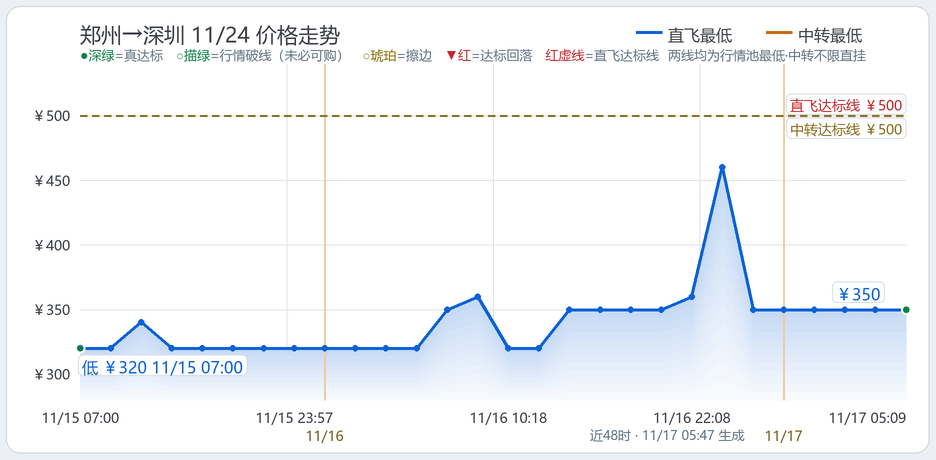 郑州→深圳 11/24 价格走势
直飞最低 中转最低
●深绿=真达标 ○描绿=行情破线（未必可购） ○琥珀=擦边 ▼红=达标回落 红虚线=直飞达标线 两线均为行情池最低·中转不限直挂
¥500
¥450
¥400
¥350
¥300
直飞达标线 ¥500
中转达标线 ¥500
¥350
低 ¥320 11/15 07:00
11/15 07:00 11/15 23:57 11/16 10:18 11/16 22:08 11/17 05:09
11/16 近48时 · 11/17 05:47 生成 11/17